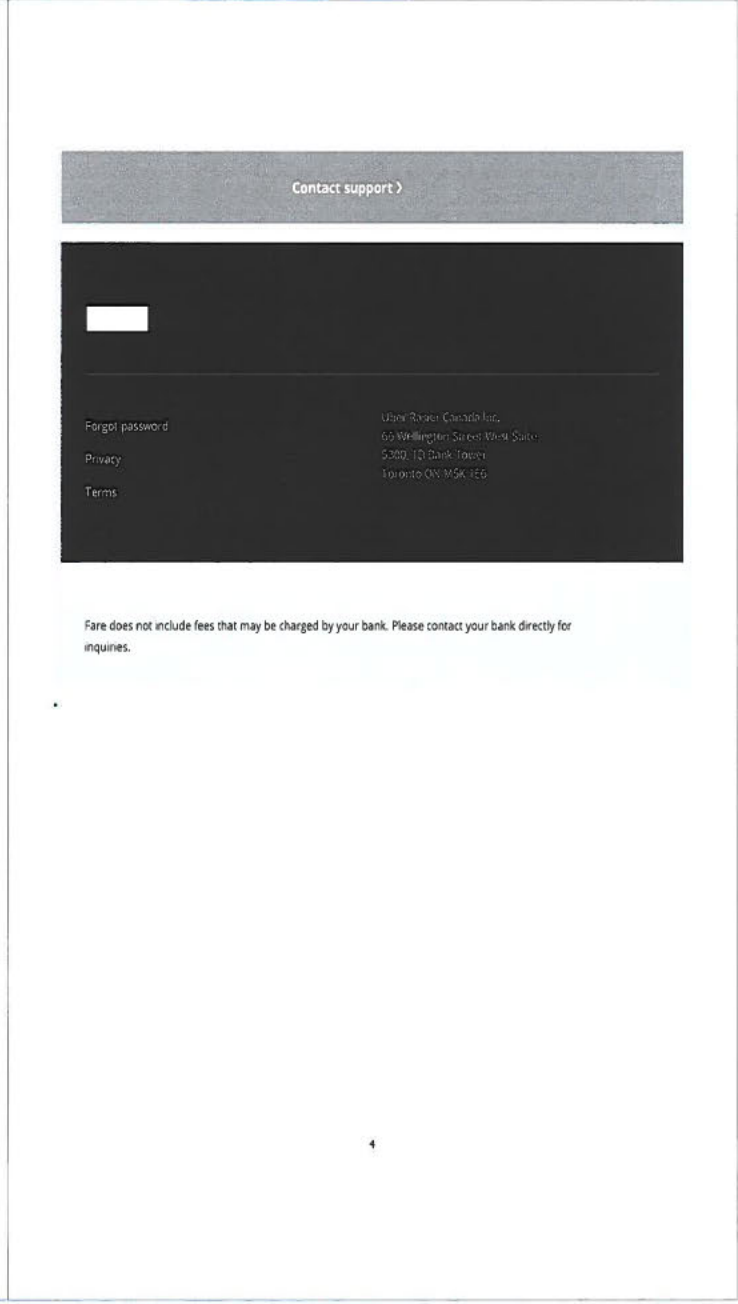 Contact support >
Forgot password
Privacy
Terms
Uber Rasier Canada Inc.
66 Wellington Street West Suite
5300, TD Bank Tower
Toronto ON M5K 1E6
Fare does not include fees that may be charged by your bank. Please contact your bank directly for
inquiries.
4